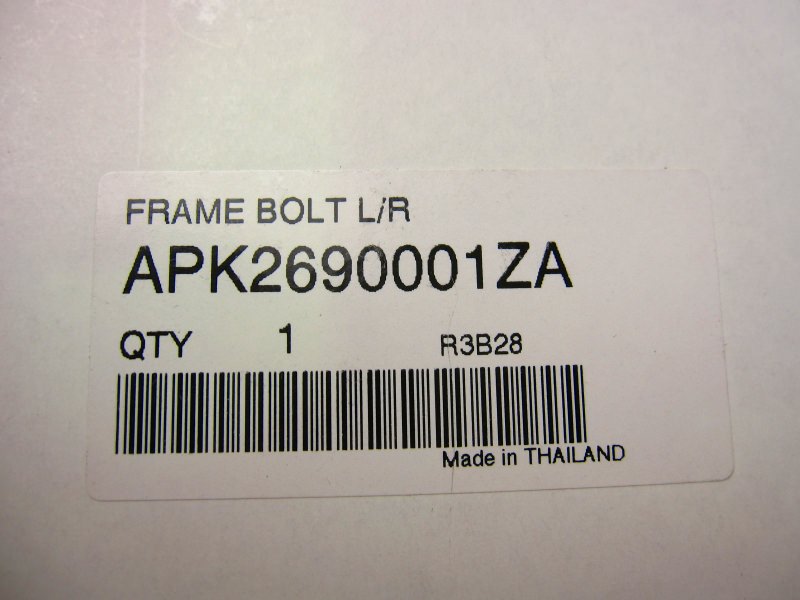 FRAME BOLT L/R
APK2690001ZA
QTY 1 R3B28
Made in THAILAND